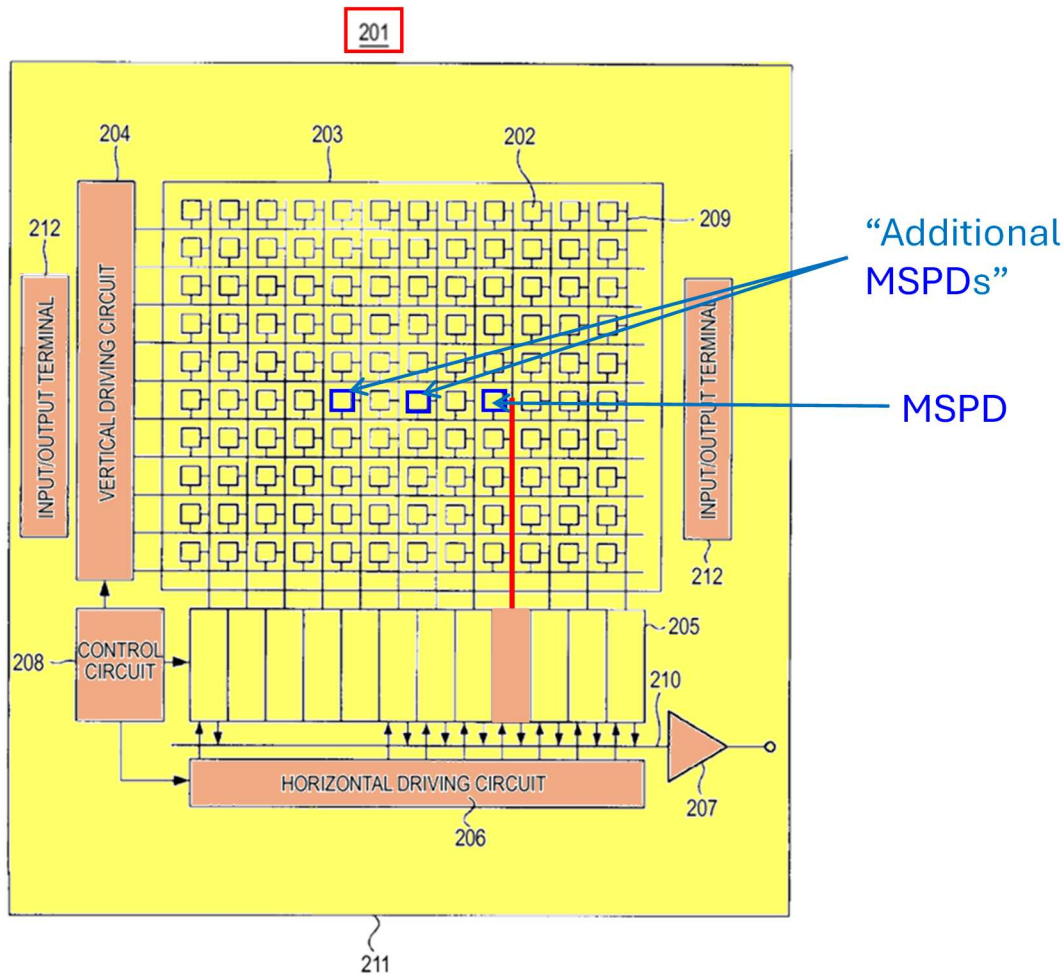 201
204
203
202
209
212
"Additional
MSPDs"
INPUT/OUTPUT TERMINAL
VERTICAL DRIVING CIRCUIT
INPUT/OUTPUT TERMINAL
MSPD
212
205
208
CONTROL
CIRCUIT
210
HORIZONTAL DRIVING CIRCUIT
207
206
211